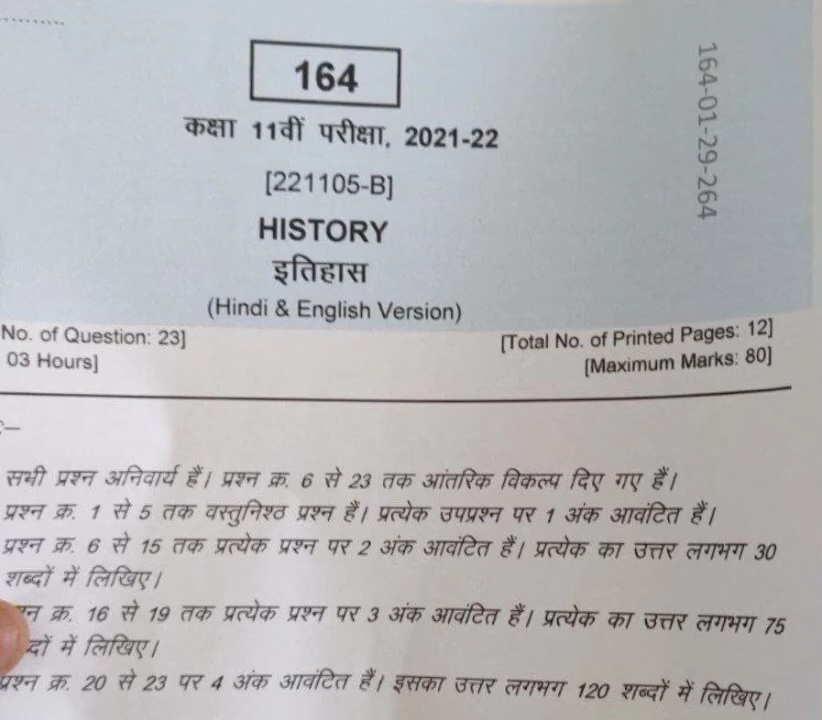 164
164-01-29-264
कक्षा 11वीं परीक्षा, 2021-22
[221105-B]
HISTORY
इतिहास
(Hindi & English Version)
No. of Question: 23]
[Total No. of Printed Pages: 12]
03 Hours]
[Maximum Marks: 80]
:–
सभी प्रश्न अनिवार्य हैं। प्रश्न क्र. 6 से 23 तक आंतरिक विकल्प दिए गए हैं।
प्रश्न क्र. 1 से 5 तक वस्तुनिश्ठ प्रश्न हैं। प्रत्येक उपप्रश्न पर 1 अंक आवंटित हैं।
प्रश्न क्र. 6 से 15 तक प्रत्येक प्रश्न पर 2 अंक आवंटित हैं। प्रत्येक का उत्तर लगभग 30
शब्दों में लिखिए।
क्र. 16 से 19 तक प्रत्येक प्रश्न पर 3 अंक आवंटित हैं। प्रत्येक का उत्तर लगभग 75
में लिखिए।
प्रश्न क्र. 20 से 23 पर 4 अंक आवंटित हैं। इसका उत्तर लगभग 120 शब्दों में लिखिए।